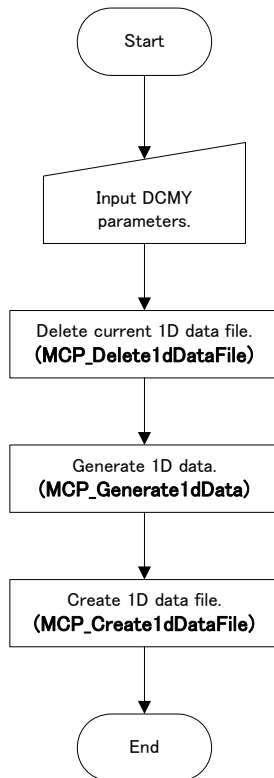 Start
Input DCMY
parameters.
Delete current 1D data file.
(MCP_Delete1dDataFile)
Generate 1D data.
(MCP_Generate1dData)
Create 1D data file.
(MCP_Create1dDataFile)
End